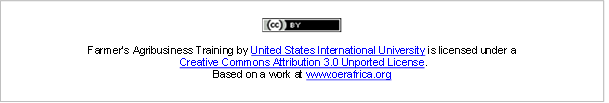 (cc) BY
Farmer's Agribusiness Training by United States International University is licensed under a
Creative Commons Attribution 3.0 Unported License.
Based on a work at www.oerafrica.org